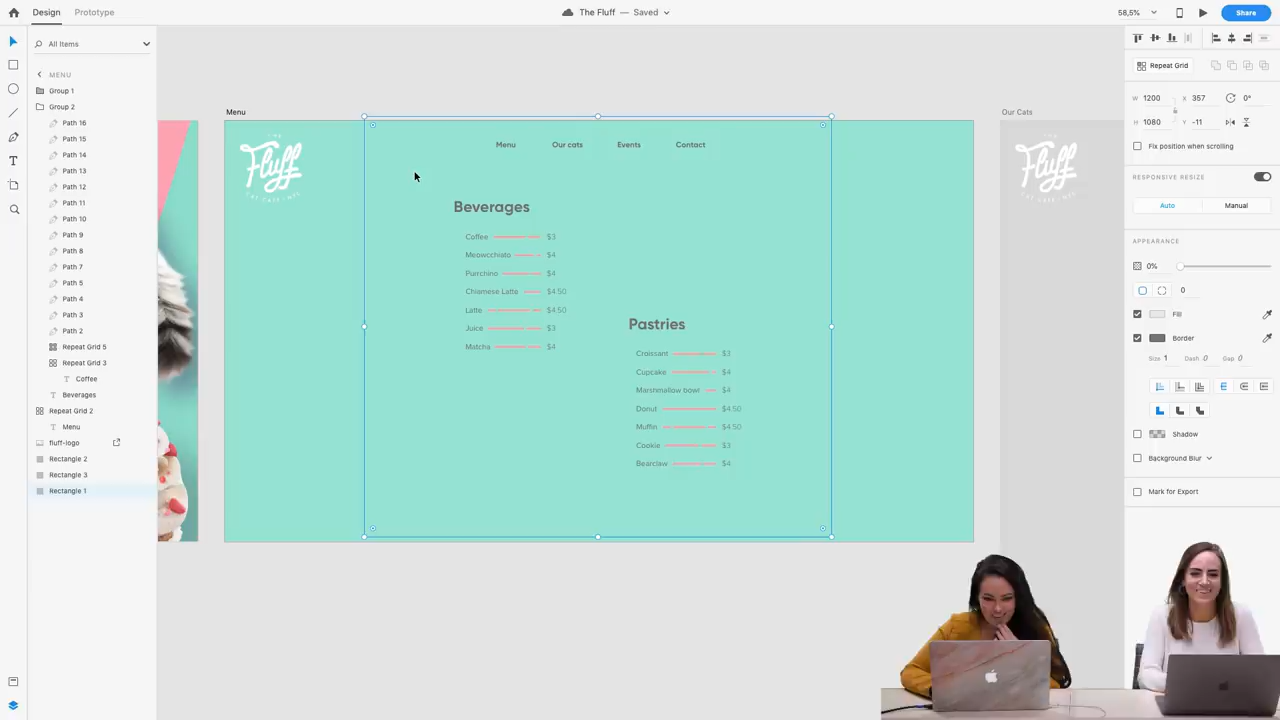 Design
Prototype
The Fluff — Saved
58,5%
Share
All Items
MENU
Group 1
Group 2
Path 16
Path 15
Path 14
Path 13
Path 12
Path 11
Path 10
Path 9
Path 8
Path 7
Path 5
Path 4
Path 3
Path 2
Repeat Grid 5
Repeat Grid 3
Coffee
Beverages
Repeat Grid 2
Menu
fluff-logo
Rectangle 2
Rectangle 3
Rectangle 1
Menu
THE
Fluff
CAT CAFE · MTL
Menu Our cats Events Contact
Beverages
Coffee $3
Meowcchiato $4
Purrchino $4
Chiamese Latte $4.50
Latte $4.50
Juice $3
Matcha $4
Pastries
Croissant $3
Cupcake $4
Marshmallow bowl $4
Donut $4.50
Muffin $4.50
Cookie $3
Bearclaw $4
Our Cats
Fluff
Repeat Grid
W 1200 X 357 0°
H 1080 Y -11
Fix position when scrolling
RESPONSIVE RESIZE
Auto Manual
APPEARANCE
0%
0
Fill
Border
Size 1 Dash 0 Gap 0
Shadow
Background Blur
Mark for Export